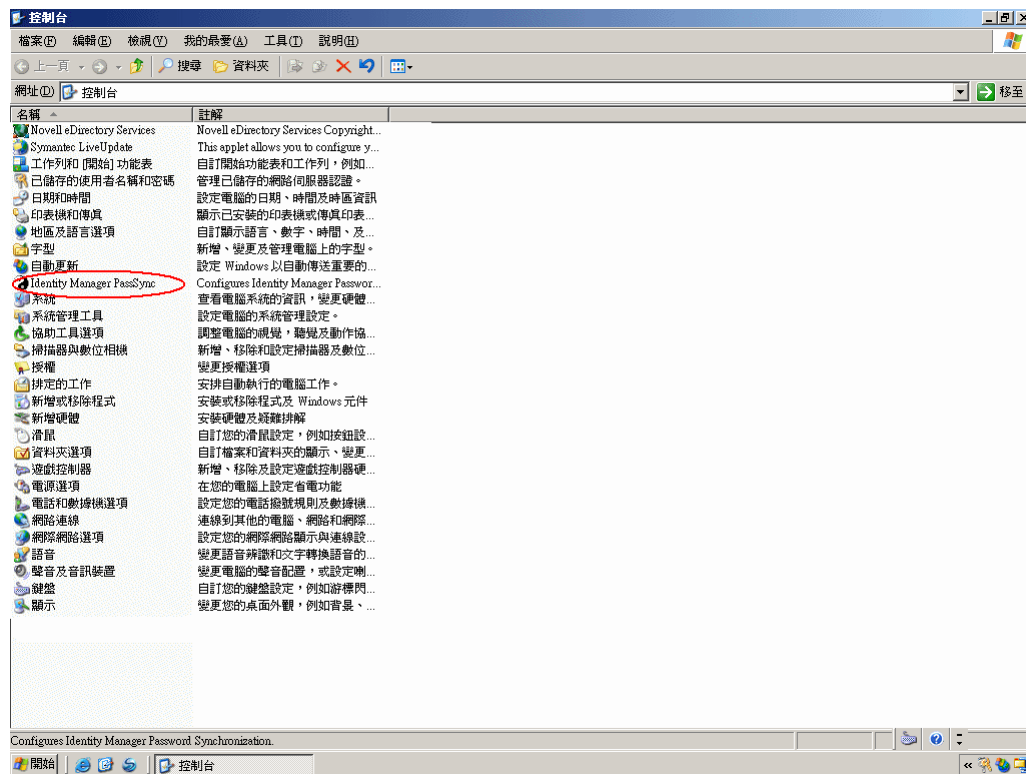 控制台
檔案(F) 編輯(E) 檢視(V) 我的最愛(A) 工具(T) 說明(H)
上一頁 搜尋 資料夾
網址(D) 控制台 移至
名稱 註解
Novell eDirectory Services Novell eDirectory Services Copyright...
Symantec LiveUpdate This applet allows you to configure y...
工作列和 [開始] 功能表 自訂開始功能表和工作列，例如...
已儲存的使用者名稱和密碼 管理已儲存的網路伺服器認證。
日期和時間 設定電腦的日期、時間及時區資訊
印表機和傳真 顯示已安裝的印表機或傳真印表...
地區及語言選項 自訂顯示語言、數字、時間、及...
字型 新增、變更及管理電腦上的字型。
自動更新 設定 Windows 以自動傳送重要的...
Identity Manager PassSync Configures Identity Manager Passwor...
系統 查看電腦系統的資訊，變更硬體...
系統管理工具 設定電腦的系統管理設定。
協助工具選項 調整電腦的視覺，聽覺及動作協...
掃描器與數位相機 新增、移除和設定掃描器及數位...
授權 變更授權選項
排定的工作 安排自動執行的電腦工作。
新增或移除程式 安裝或移除程式及 Windows 元件
新增硬體 安裝硬體及疑難排解
滑鼠 自訂您的滑鼠設定，例如按鈕設...
資料夾選項 自訂檔案和資料夾的顯示、變更...
遊戲控制器 新增、移除及設定遊戲控制器硬...
電源選項 在您的電腦上設定省電功能
電話和數據機選項 設定您的電話撥號規則及數據機...
網路連線 連線到其他的電腦、網路和網際...
網際網路選項 設定您的網際網路顯示與連線設...
語音 變更語音辨識和文字轉換語音的...
聲音及音訊裝置 變更電腦的聲音配置，或設定喇...
鍵盤 自訂您的鍵盤設定，例如游標閃...
顯示 變更您的桌面外觀，例如背景、...
Configures Identity Manager Password Synchronization.
開始 控制台